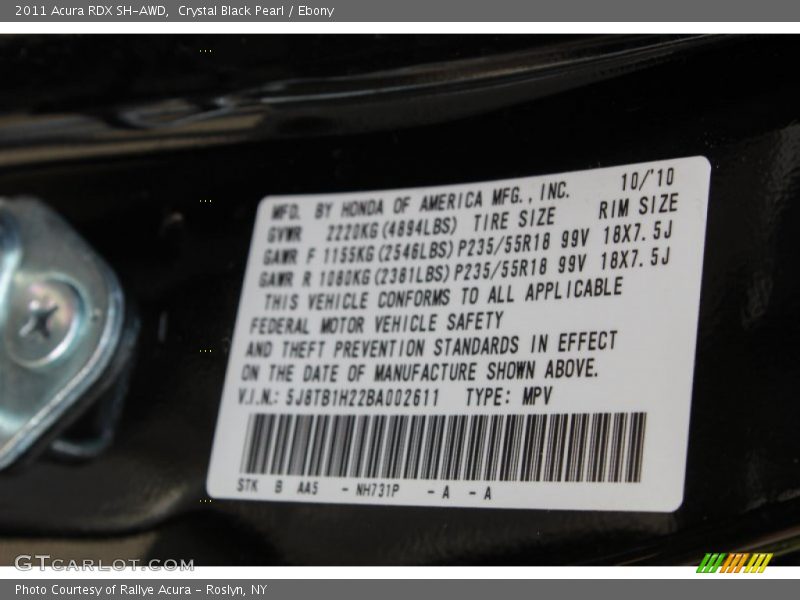 2011 Acura RDX SH-AWD,  Crystal Black Pearl / Ebony
MFD. BY HONDA OF AMERICA MFG., INC. 10/'10
GVWR 2220KG(4894LBS) TIRE SIZE RIM SIZE
GAWR F 1155KG(2546LBS) P235/55R18 99V 18X7.5J
GAWR R 1080KG(2381LBS) P235/55R18 99V 18X7.5J
THIS VEHICLE CONFORMS TO ALL APPLICABLE
FEDERAL MOTOR VEHICLE SAFETY
AND THEFT PREVENTION STANDARDS IN EFFECT
ON THE DATE OF MANUFACTURE SHOWN ABOVE.
V.I.N.: 5J8TB1H22BA002611 TYPE: MPV
STK B AA5 - NH731P - A - A
GTCARLOT.COM
Photo Courtesy of Rallye Acura - Roslyn, NY